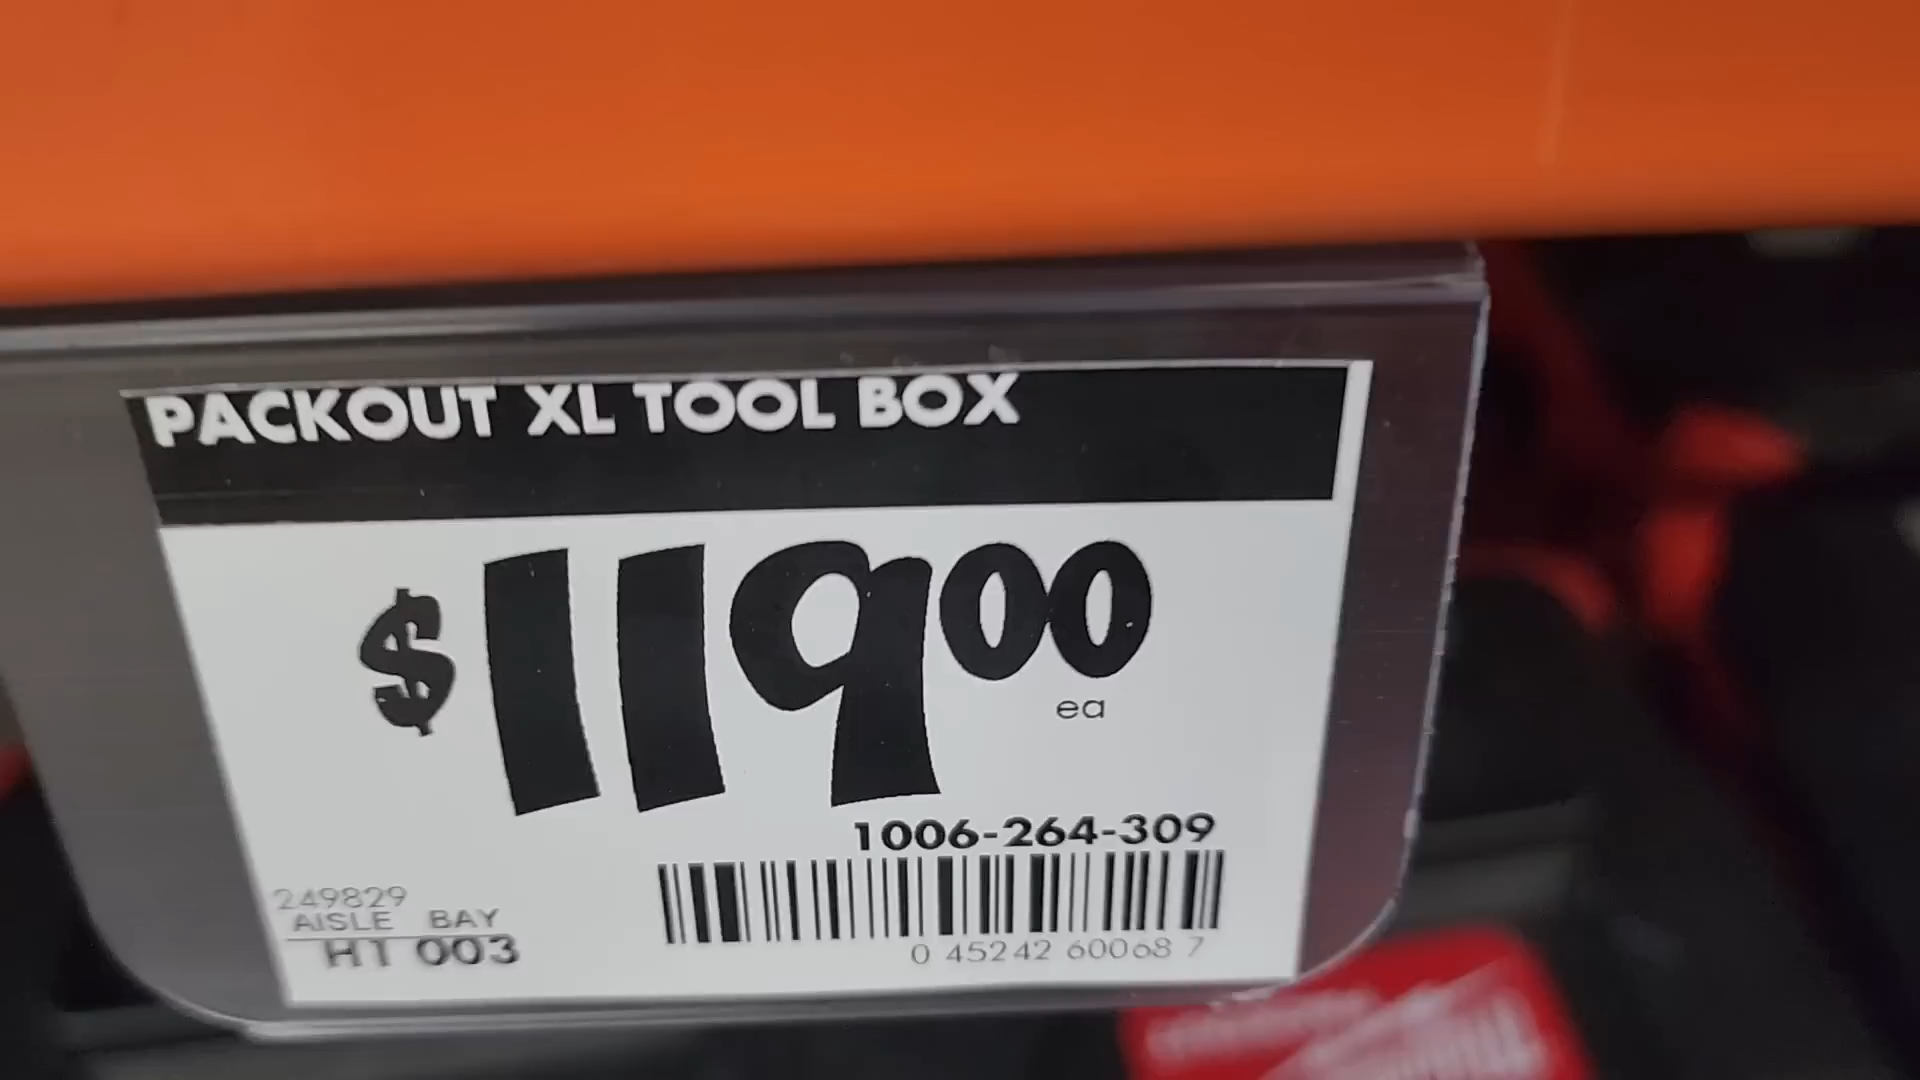 PACKOUT XL TOOL BOX
$119.00
ea
1006-264-309
249829
AISLE BAY
HT 003
0 45242 60068 7